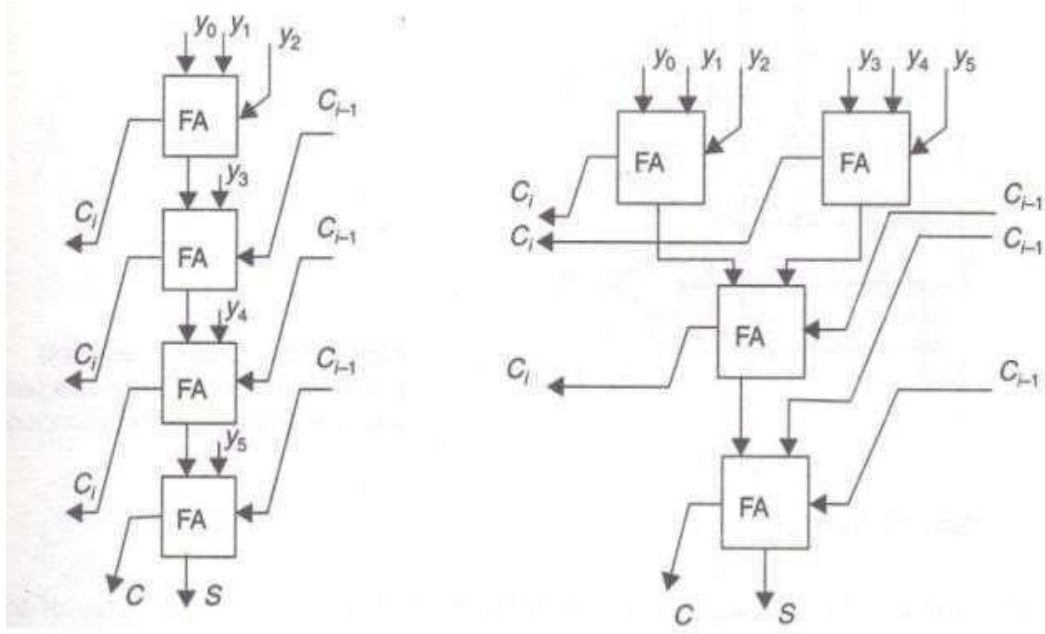 y0 y1 y2
FA
Ci–1
y3
Ci
FA
Ci–1
y4
Ci
FA
Ci–1
y5
Ci
FA
C S
y0 y1 y2 y3 y4 y5
FA FA
Ci Ci–1
Ci Ci–1
FA
Ci Ci–1
FA
C S